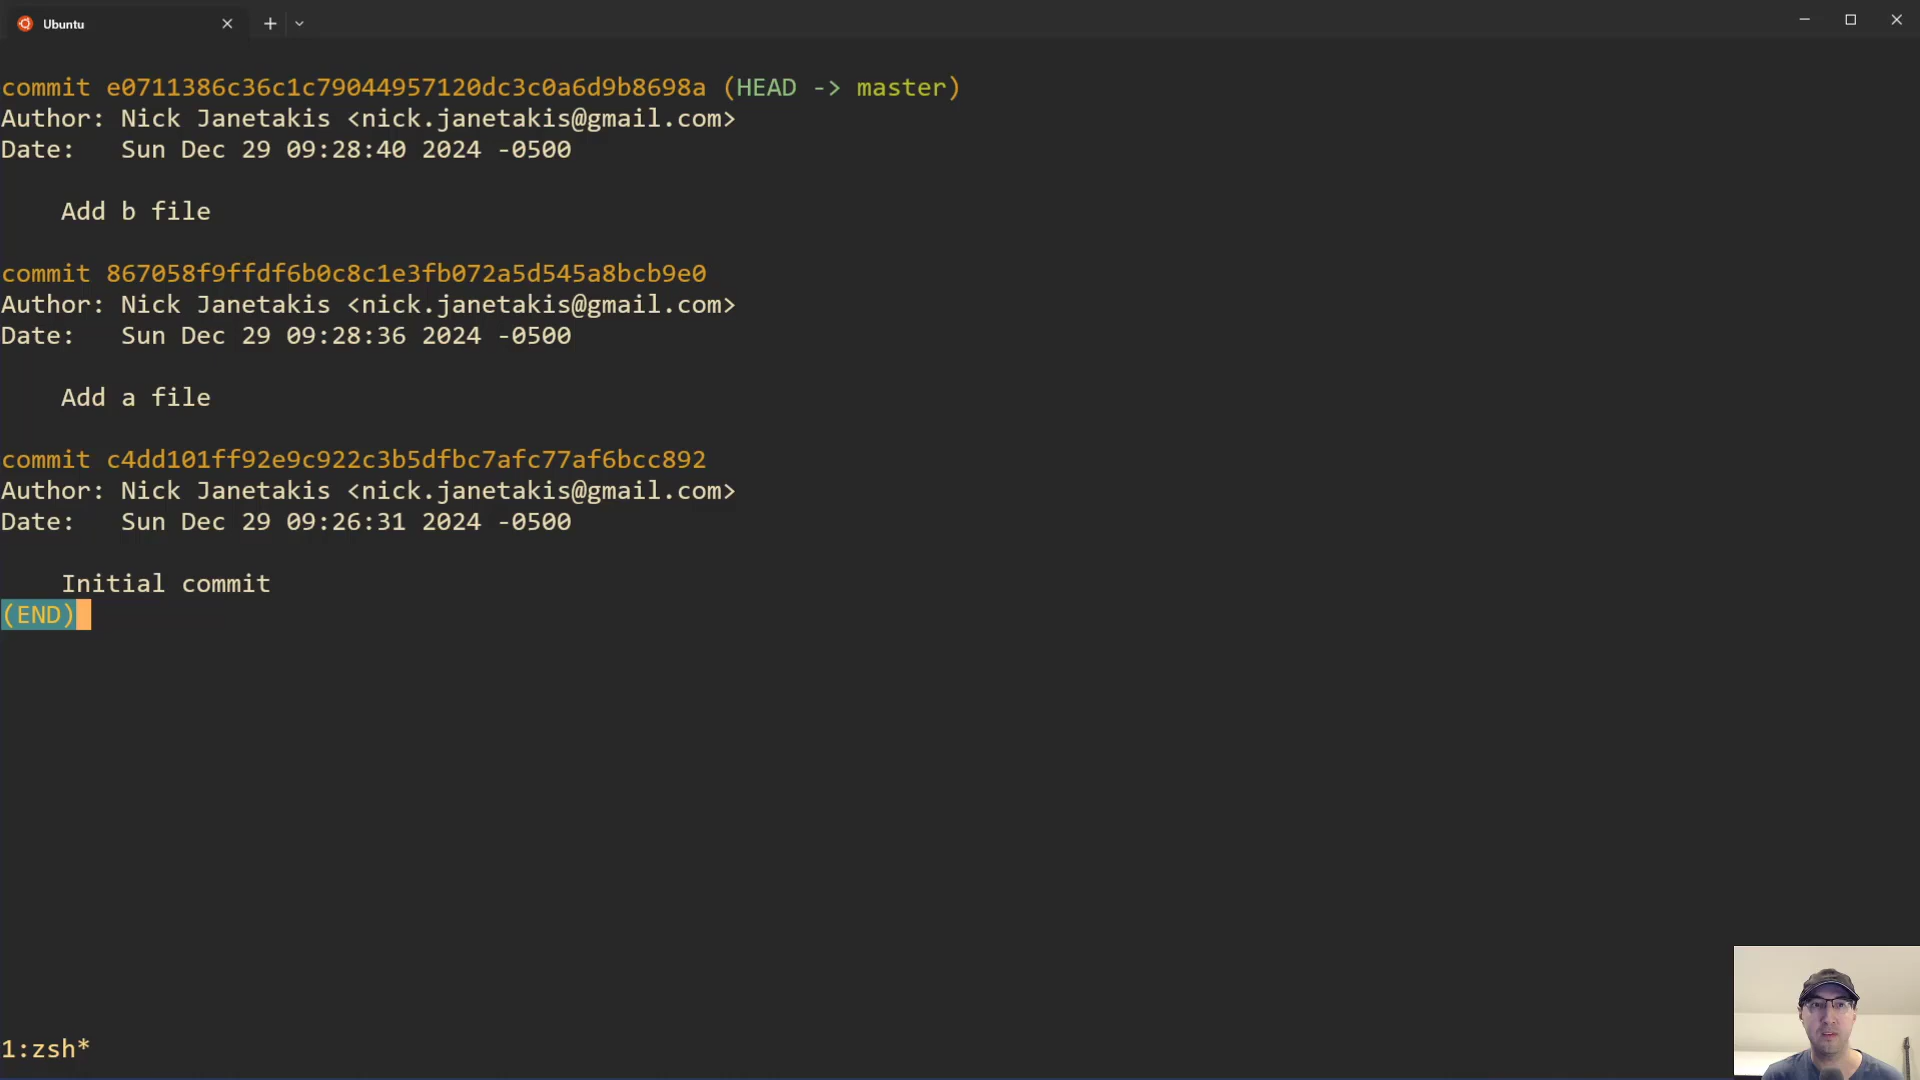 Ubuntu
commit e0711386c36c1c79044957120dc3c0a6d9b8698a (HEAD -> master)
Author: Nick Janetakis <nick.janetakis@gmail.com>
Date:   Sun Dec 29 09:28:40 2024 -0500
    Add b file
commit 867058f9ffdf6b0c8c1e3fb072a5d545a8bcb9e0
Author: Nick Janetakis <nick.janetakis@gmail.com>
Date:   Sun Dec 29 09:28:36 2024 -0500
    Add a file
commit c4dd101ff92e9c922c3b5dfbc7afc77af6bcc892
Author: Nick Janetakis <nick.janetakis@gmail.com>
Date:   Sun Dec 29 09:26:31 2024 -0500
    Initial commit
(END)
1:zsh*